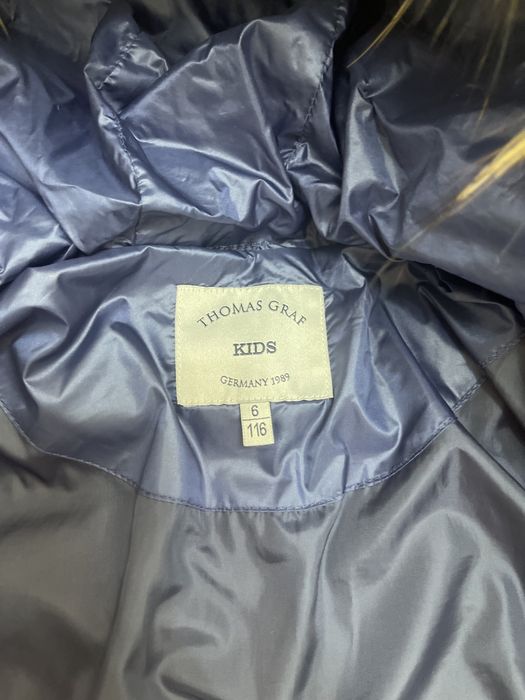 THOMAS GRAF
KIDS
GERMANY 1989
6
116